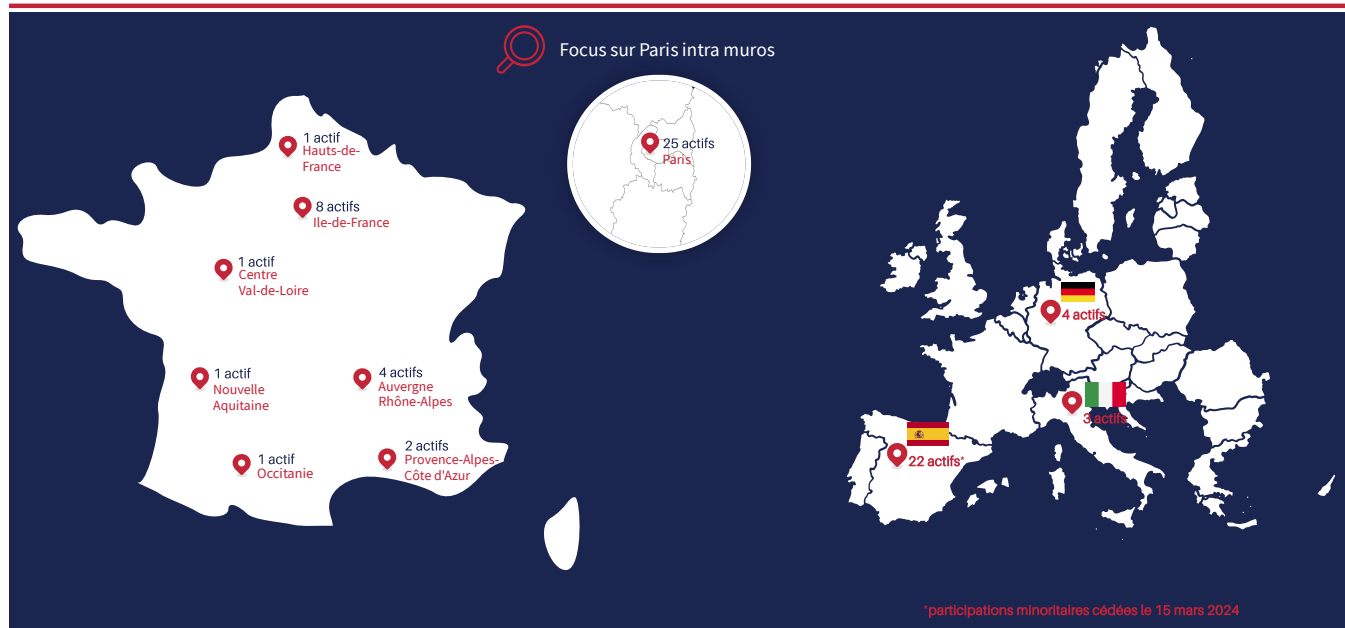 Focus sur Paris intra muros
1 actif
Hauts-de-
France
8 actifs
Ile-de-France
1 actif
Centre
Val-de-Loire
1 actif
Nouvelle
Aquitaine
4 actifs
Auvergne
Rhône-Alpes
1 actif
Occitanie
2 actifs
Provence-Alpes-
Côte d'Azur
25 actifs
Paris
4 actifs
3 actifs
22 actifs*
*participations minoritaires cédées le 15 mars 2024